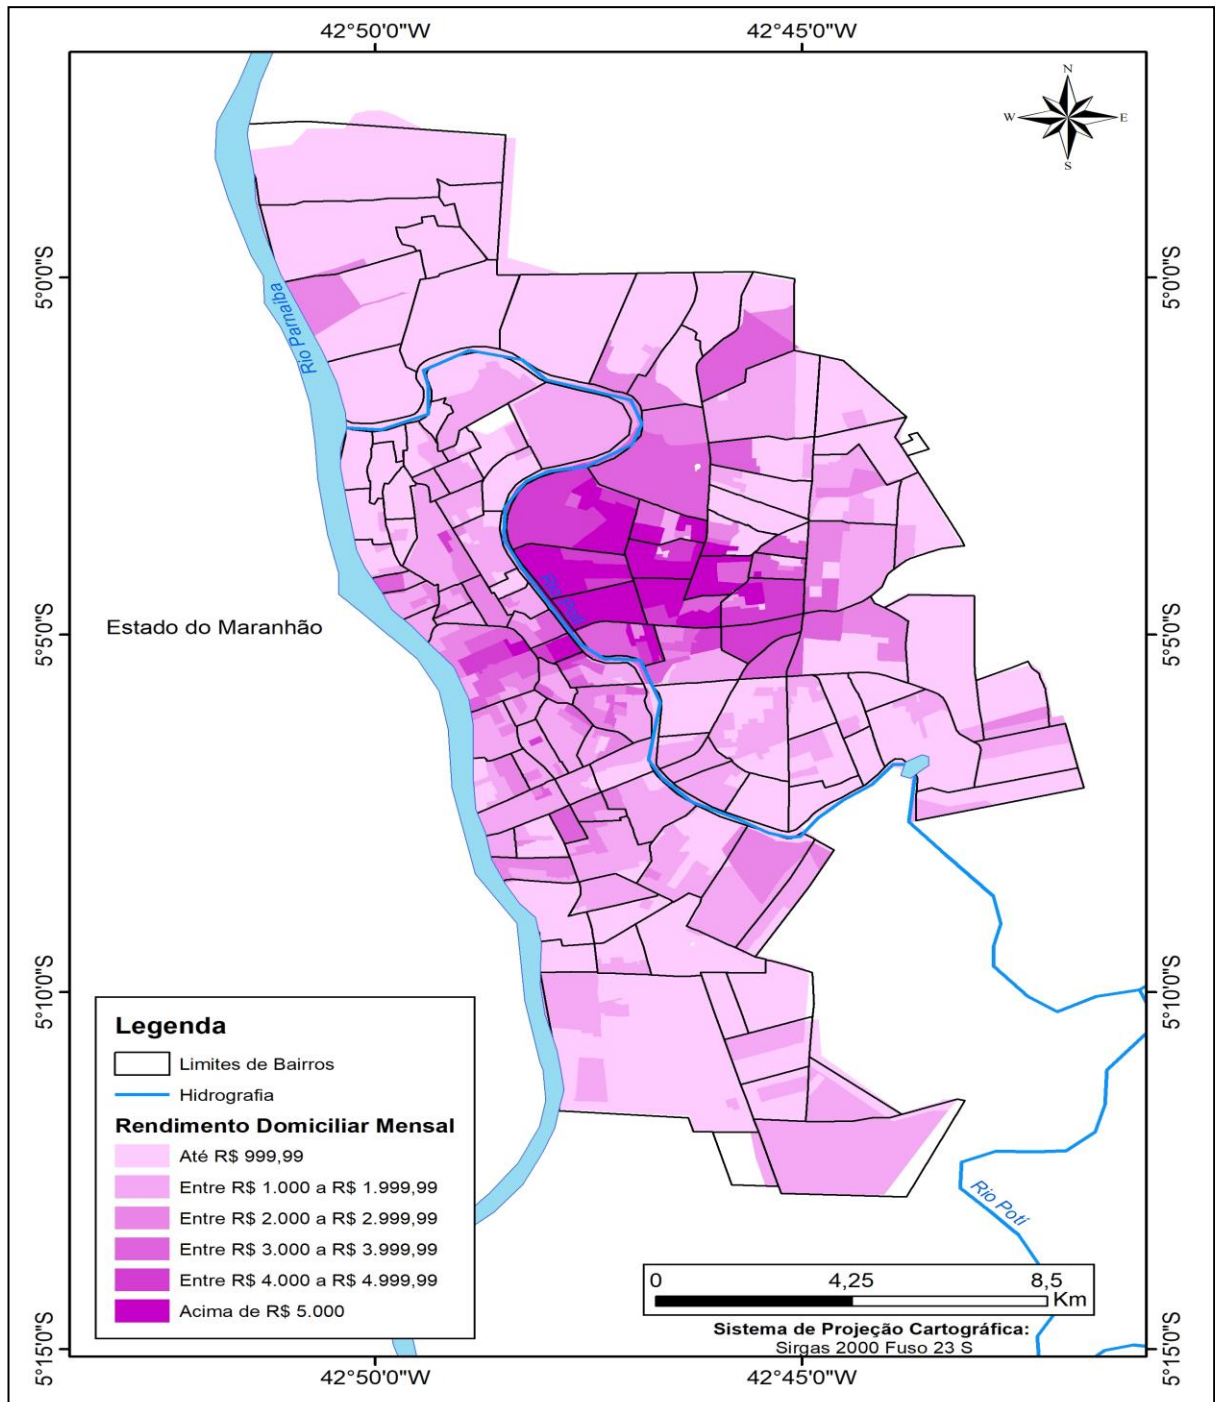 42°50'0"W
42°45'0"W
N
W
E
S
5°0'0"S
5°0'0"S
Rio Parnaíba
Rio Poti
Estado do Maranhão
5°5'0"S
5°5'0"S
5°10'0"S
5°10'0"S
Legenda
Limites de Bairros
Hidrografia
Rendimento Domiciliar Mensal
Até R$ 999,99
Entre R$ 1.000 a R$ 1.999,99
Entre R$ 2.000 a R$ 2.999,99
Entre R$ 3.000 a R$ 3.999,99
Entre R$ 4.000 a R$ 4.999,99
Acima de R$ 5.000
Rio Poti
0 4,25 8,5
Km
Sistema de Projeção Cartográfica:
Sirgas 2000 Fuso 23 S
5°15'0"S
5°15'0"S
42°50'0"W
42°45'0"W